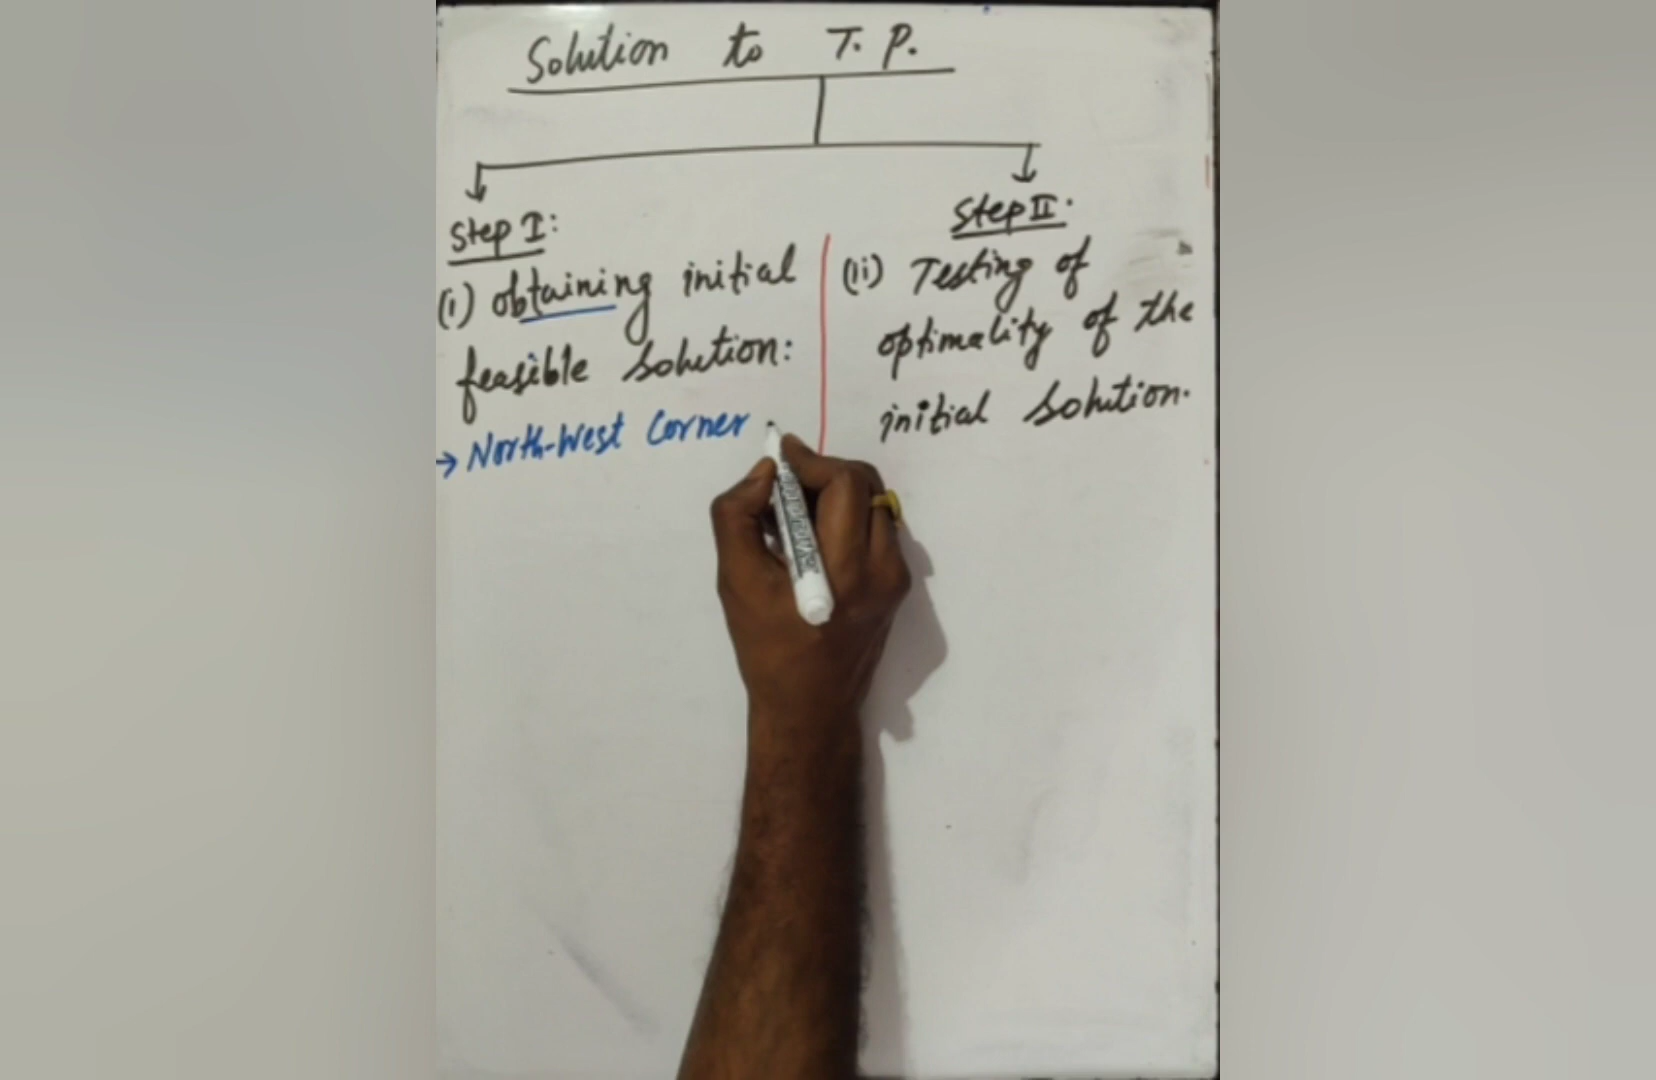 Solution to T. P.
Step I:
(i) obtaining initial
feasible solution:
→ North-West Corner
Step II.
(ii) Testing of
optimality of the
initial solution.